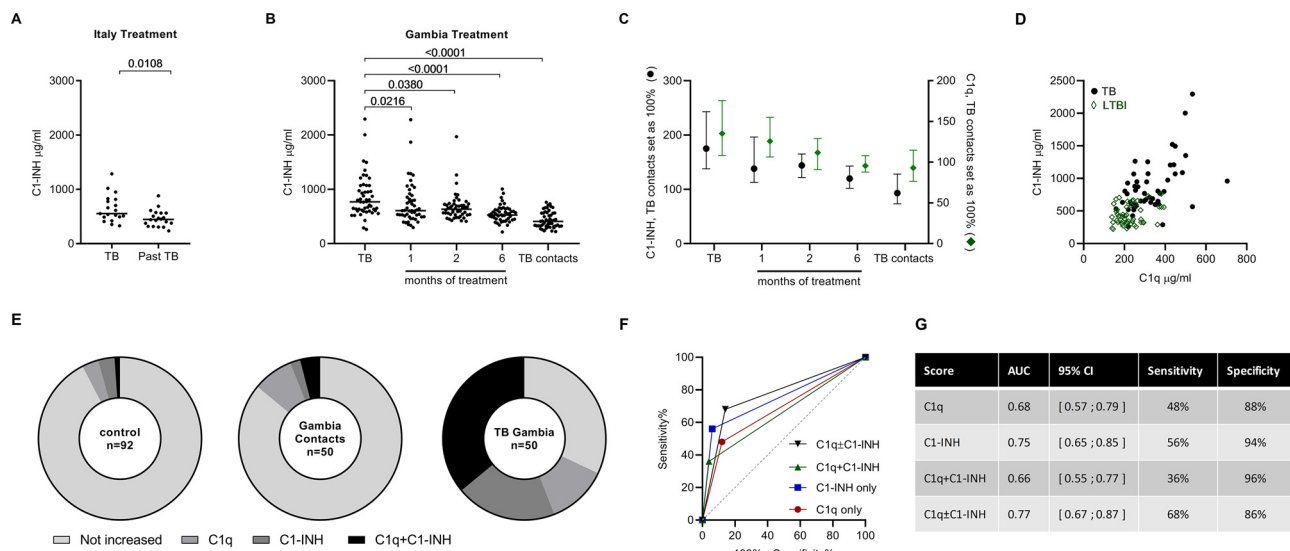 A
Italy Treatment
0.0108
3000
2000
1000
0
C1-INH µg/ml
TB
Past TB
B
Gambia Treatment
<0.0001
<0.0001
0.0380
0.0216
3000
2000
1000
0
C1-INH µg/ml
TB
1
2
6
TB contacts
months of treatment
C
C1-INH, TB contacts set as 100% (●)
300
200
100
0
200
150
100
50
0
C1q, TB contacts set as 100% (◆)
TB
1
2
6
TB contacts
months of treatment
D
TB
LTBI
2500
2000
1500
1000
500
0
C1-INH µg/ml
0
200
400
600
800
C1q µg/ml
E
control
n=92
Gambia
Contacts
n=50
TB Gambia
n=50
Not increased
C1q
C1-INH
C1q+C1-INH
F
100
80
60
40
20
0
Sensitivity%
C1q±C1-INH
C1q+C1-INH
C1-INH only
C1q only
0
20
40
60
80
100
G
Score AUC 95% CI Sensitivity Specificity
C1q 0.68 [ 0.57 ; 0.79 ] 48% 88%
C1-INH 0.75 [ 0.65 ; 0.85 ] 56% 94%
C1q+C1-INH 0.66 [ 0.55 ; 0.77 ] 36% 96%
C1q±C1-INH 0.77 [ 0.67 ; 0.87 ] 68% 86%